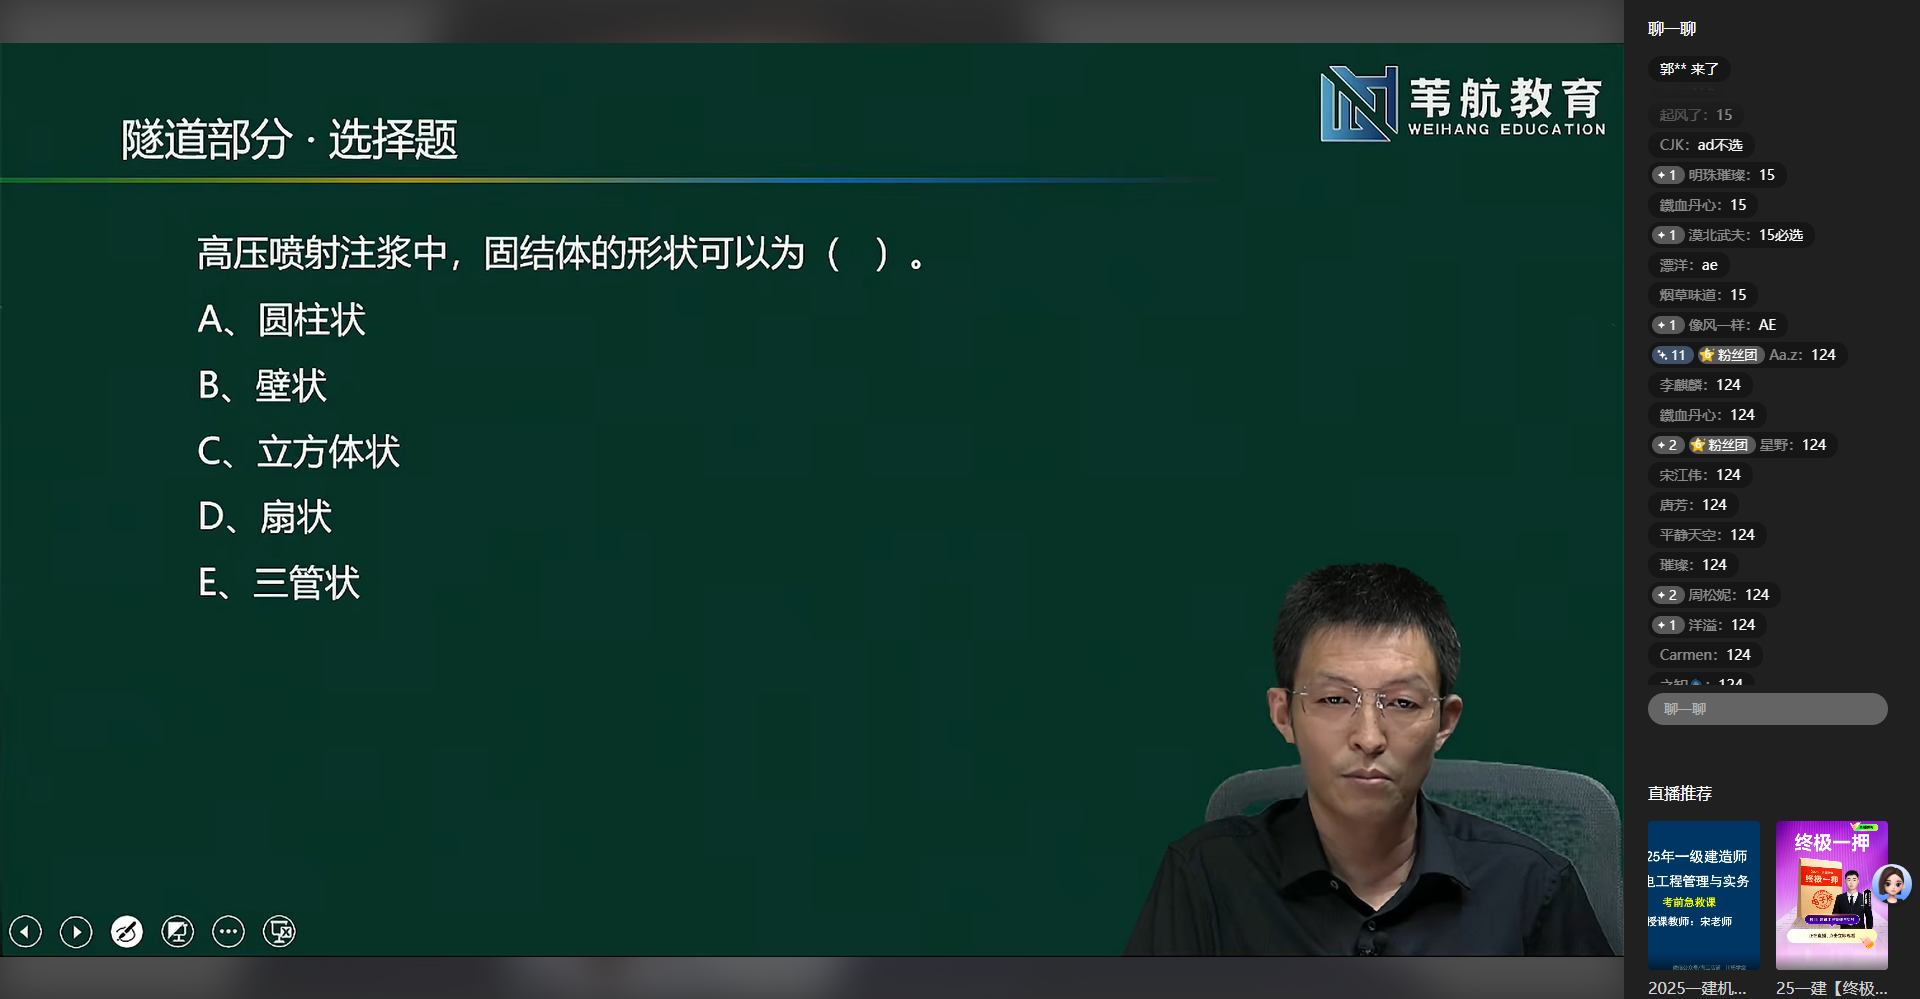 苇航教育
WEIHANG EDUCATION
隧道部分·选择题
高压喷射注浆中，固结体的形状可以为（ ）。
A、圆柱状
B、壁状
C、立方体状
D、扇状
E、三管状
聊一聊
郭** 来了
起风了：15
CJK：ad不选
1 明珠璀璨：15
鐵血丹心：15
1 漠北武夫：15必选
漂洋：ae
烟草味道：15
1 像风一样：AE
11 粉丝团 Aa.z：124
李麒麟：124
鐵血丹心：124
2 粉丝团 星野：124
宋江伟：124
唐芳：124
平静天空：124
璀璨：124
2 周松妮：124
1 洋溢：124
Carmen：124
聊一聊
直播推荐
25年一级建造师
电工程管理与实务
考前急救课
授课教师：宋老师
2025一建机...
终极一押
终极一押
25一建【终极...